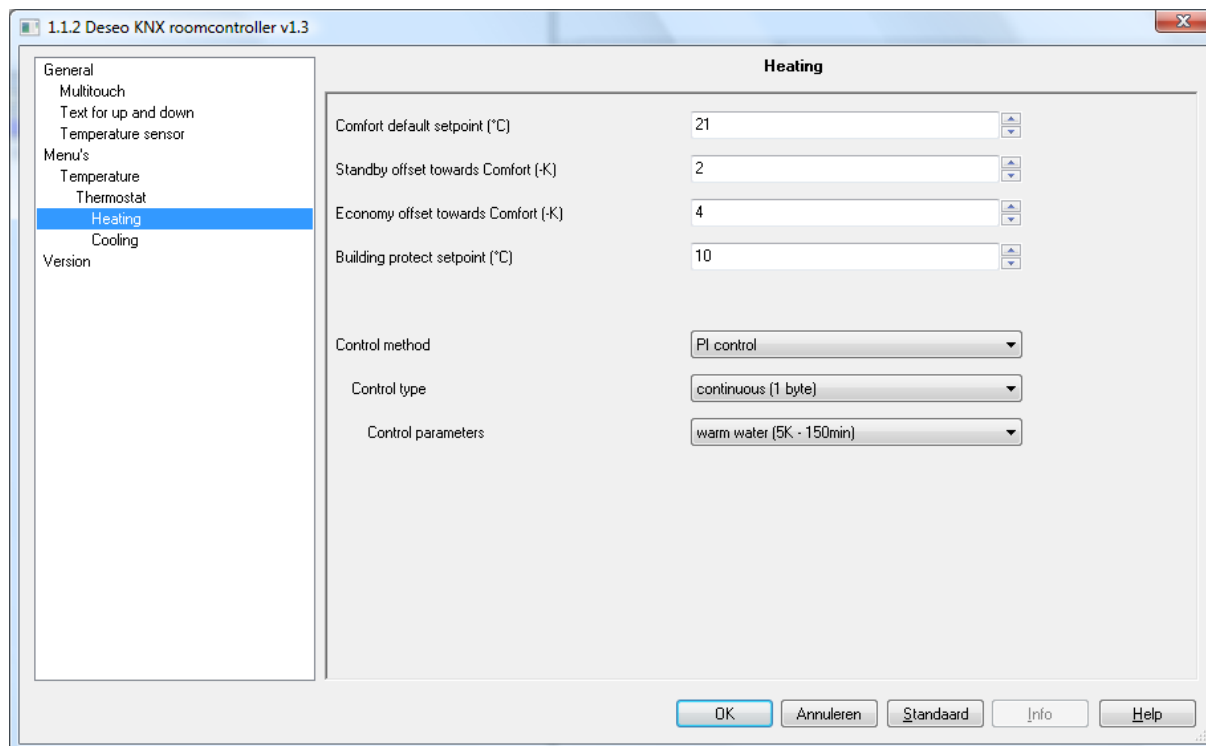 1.1.2 Deseo KNX roomcontroller v1.3
General
Multitouch
Text for up and down
Temperature sensor
Menu's
Temperature
Thermostat
Heating
Cooling
Version
Heating
Comfort default setpoint (°C) 21
Standby offset towards Comfort (-K) 2
Economy offset towards Comfort (-K) 4
Building protect setpoint (°C) 10
Control method PI control
Control type continuous (1 byte)
Control parameters warm water (5K - 150min)
OK Annuleren Standaard Info Help